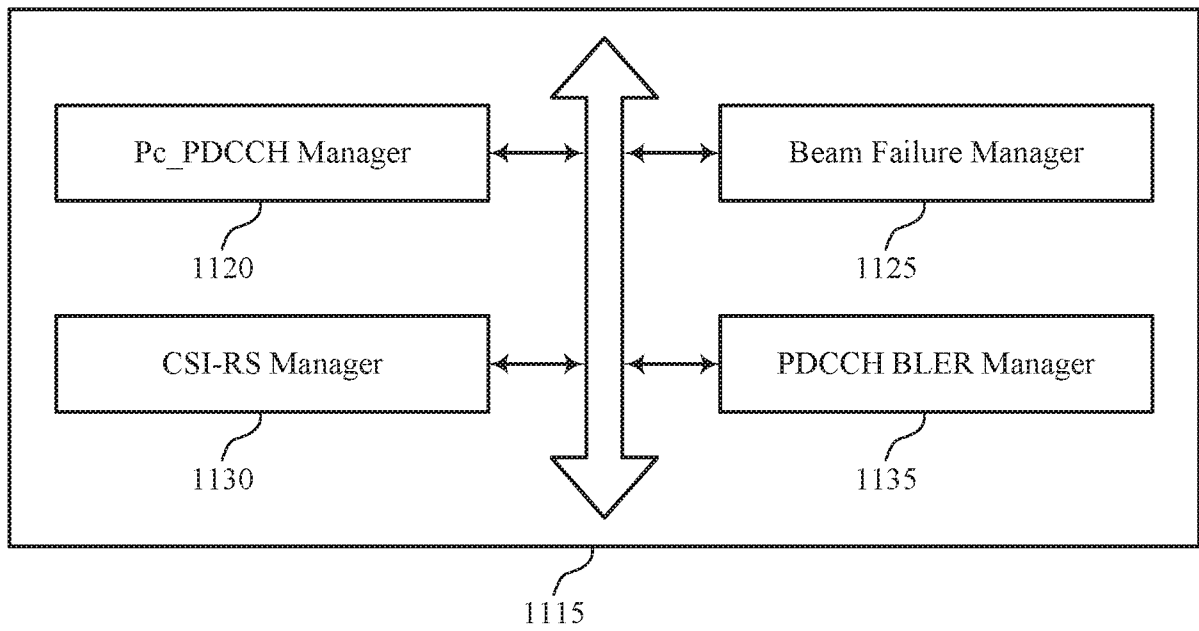 Pc_PDCCH Manager
Beam Failure Manager
1120
1125
CSI-RS Manager
PDCCH BLER Manager
1130
1135
1115